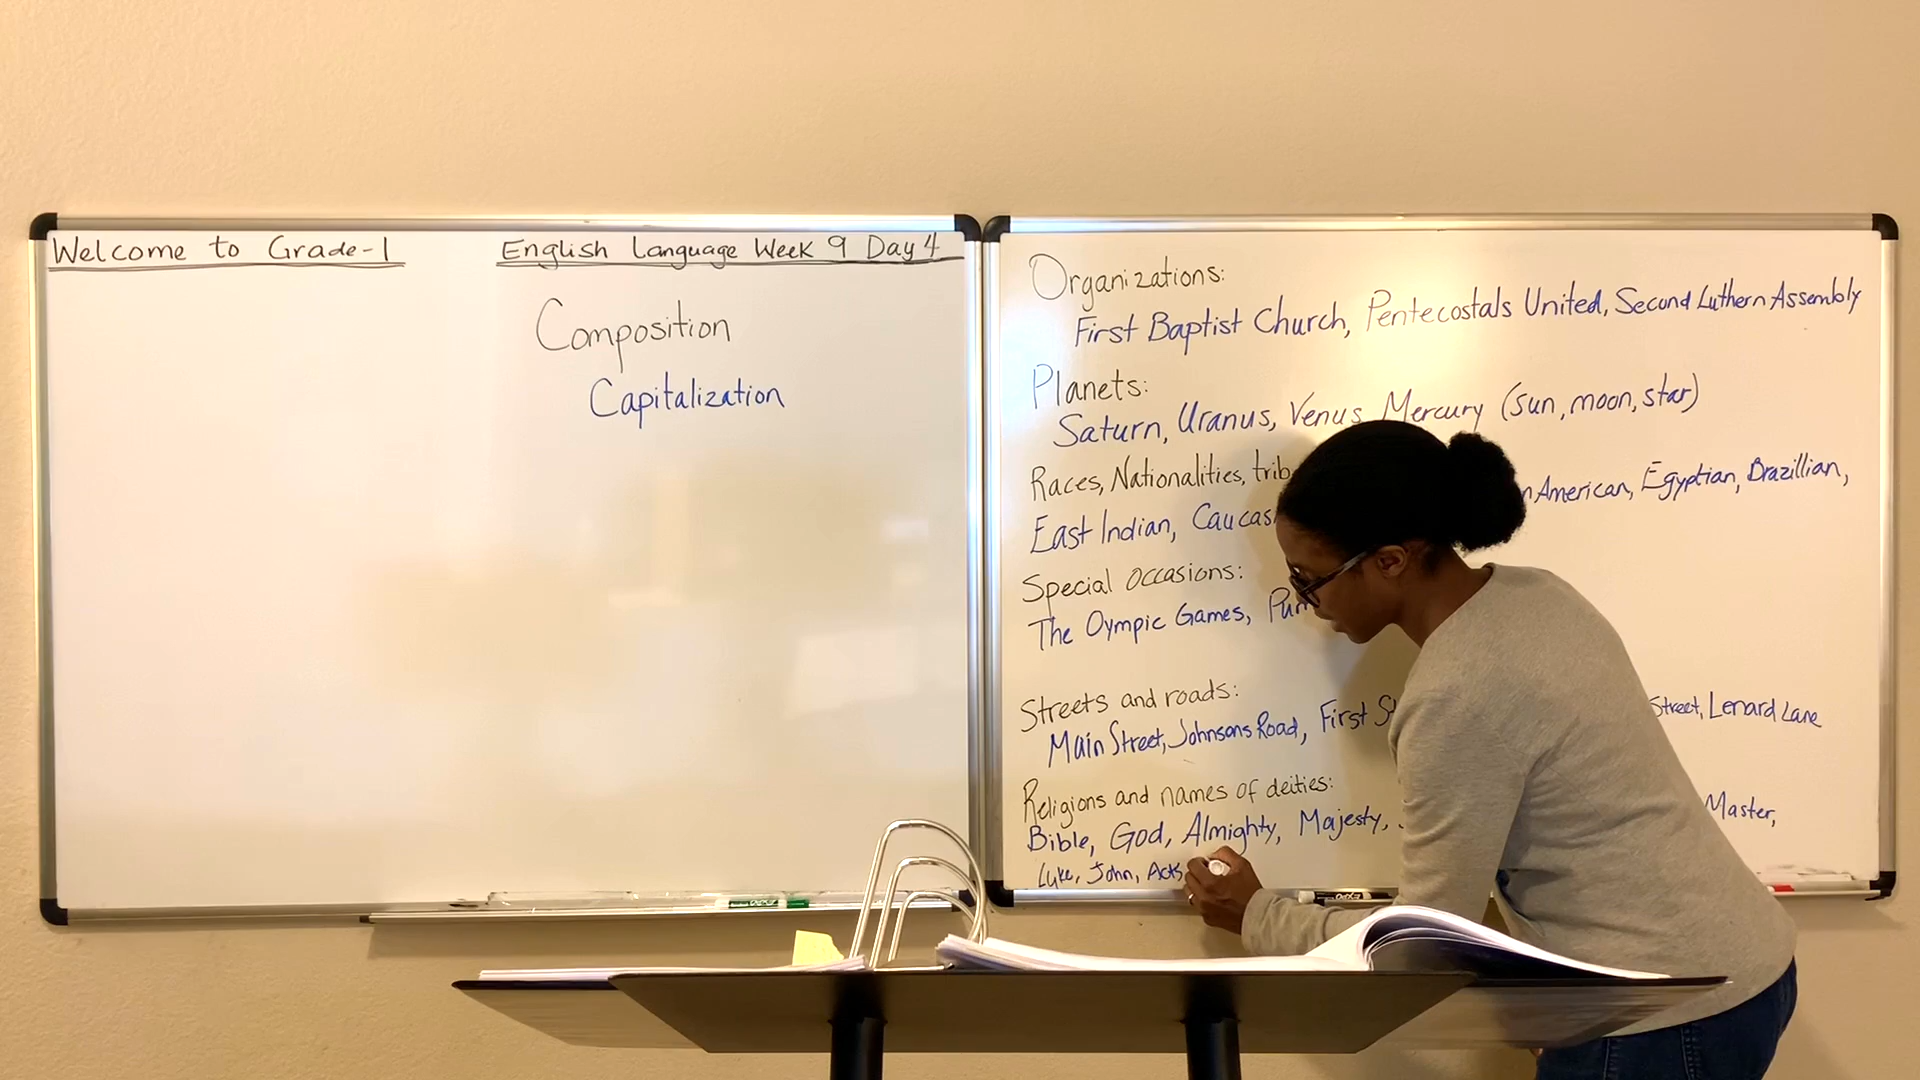 Welcome to Grade-1
English Language Week 9 Day 4
Composition
Capitalization
Organizations:
First Baptist Church, Pentecostals United, Second Luthern Assembly
Planets:
Saturn, Uranus, Venus, Mercury (sun, moon, star)
Races, Nationalities,
American, Egyptian, Brazillian,
East Indian,
Special Occasions:
The Oympic Games,
Streets and roads:
Main Street, Johnsons Road, First
Street, Lenard Lane
Religions and names of deities:
Bible, God, Almighty, Majesty,
Master,
Luke, John, Acts
EXPO